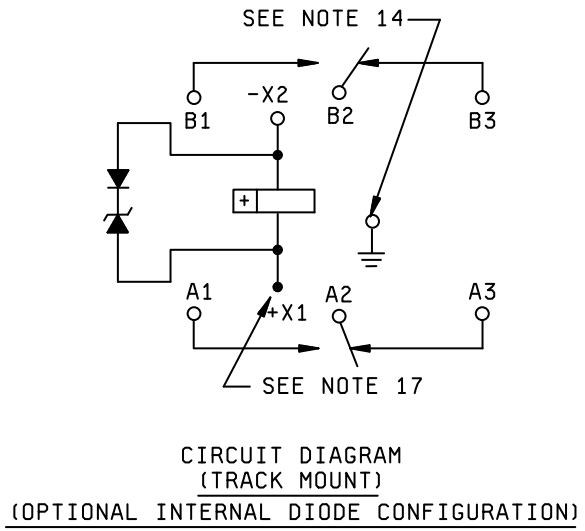 SEE NOTE 14
-X2
B1
B2
B3
+
A1
A2
A3
+X1
SEE NOTE 17
CIRCUIT DIAGRAM
(TRACK MOUNT)
(OPTIONAL INTERNAL DIODE CONFIGURATION)